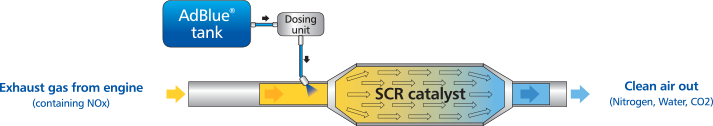 AdBlue®
tank
Dosing
unit
Exhaust gas from engine
(containing NOx)
SCR catalyst
Clean air out
(Nitrogen, Water, CO2)